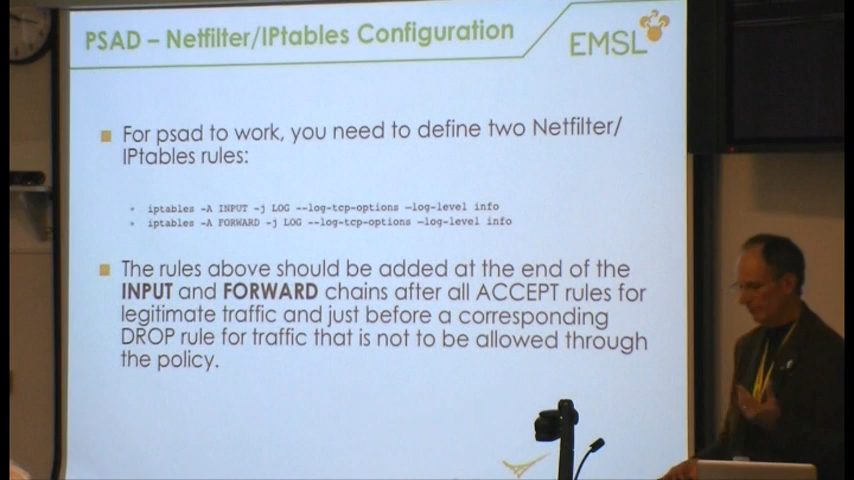 PSAD – Netfilter/IPtables Configuration
EMSL
For psad to work, you need to define two Netfilter/
IPtables rules:
iptables -A INPUT -j LOG --log-tcp-options –log-level info
iptables -A FORWARD -j LOG --log-tcp-options –log-level info
The rules above should be added at the end of the
INPUT and FORWARD chains after all ACCEPT rules for
legitimate traffic and just before a corresponding
DROP rule for traffic that is not to be allowed through
the policy.